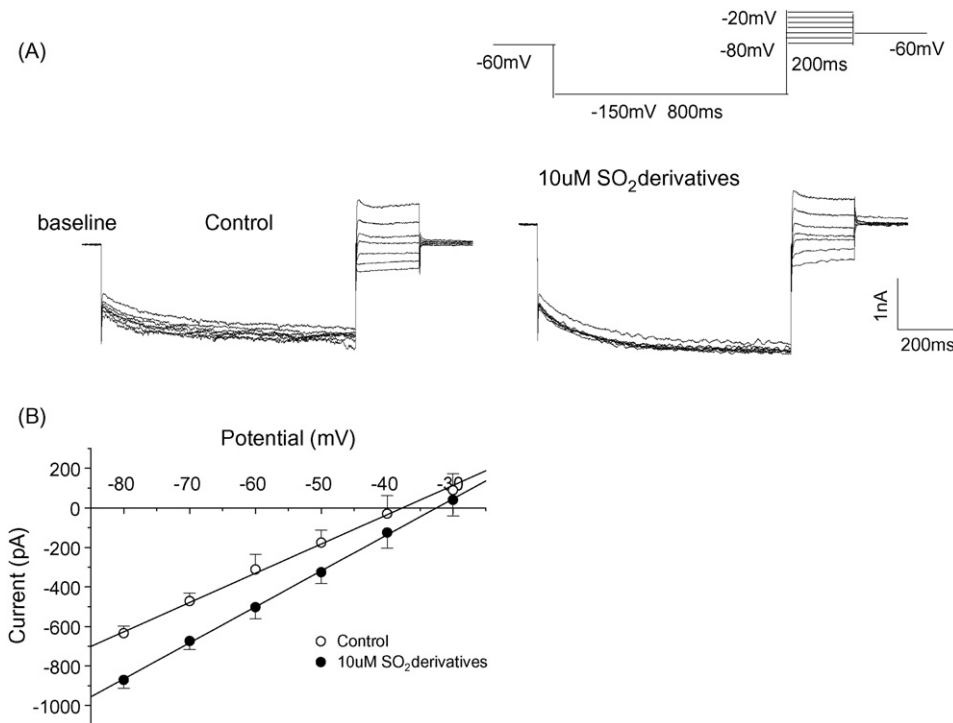 (A)
-20mV
-60mV
-80mV
-60mV
200ms
-150mV 800ms
10uM SO₂derivatives
baseline
Control
1nA
200ms
(B)
Potential (mV)
200
-80 -70 -60 -50 -40 -30
0
-200
-400
-600
-800
-1000
Current (pA)
Control
10uM SO₂derivatives